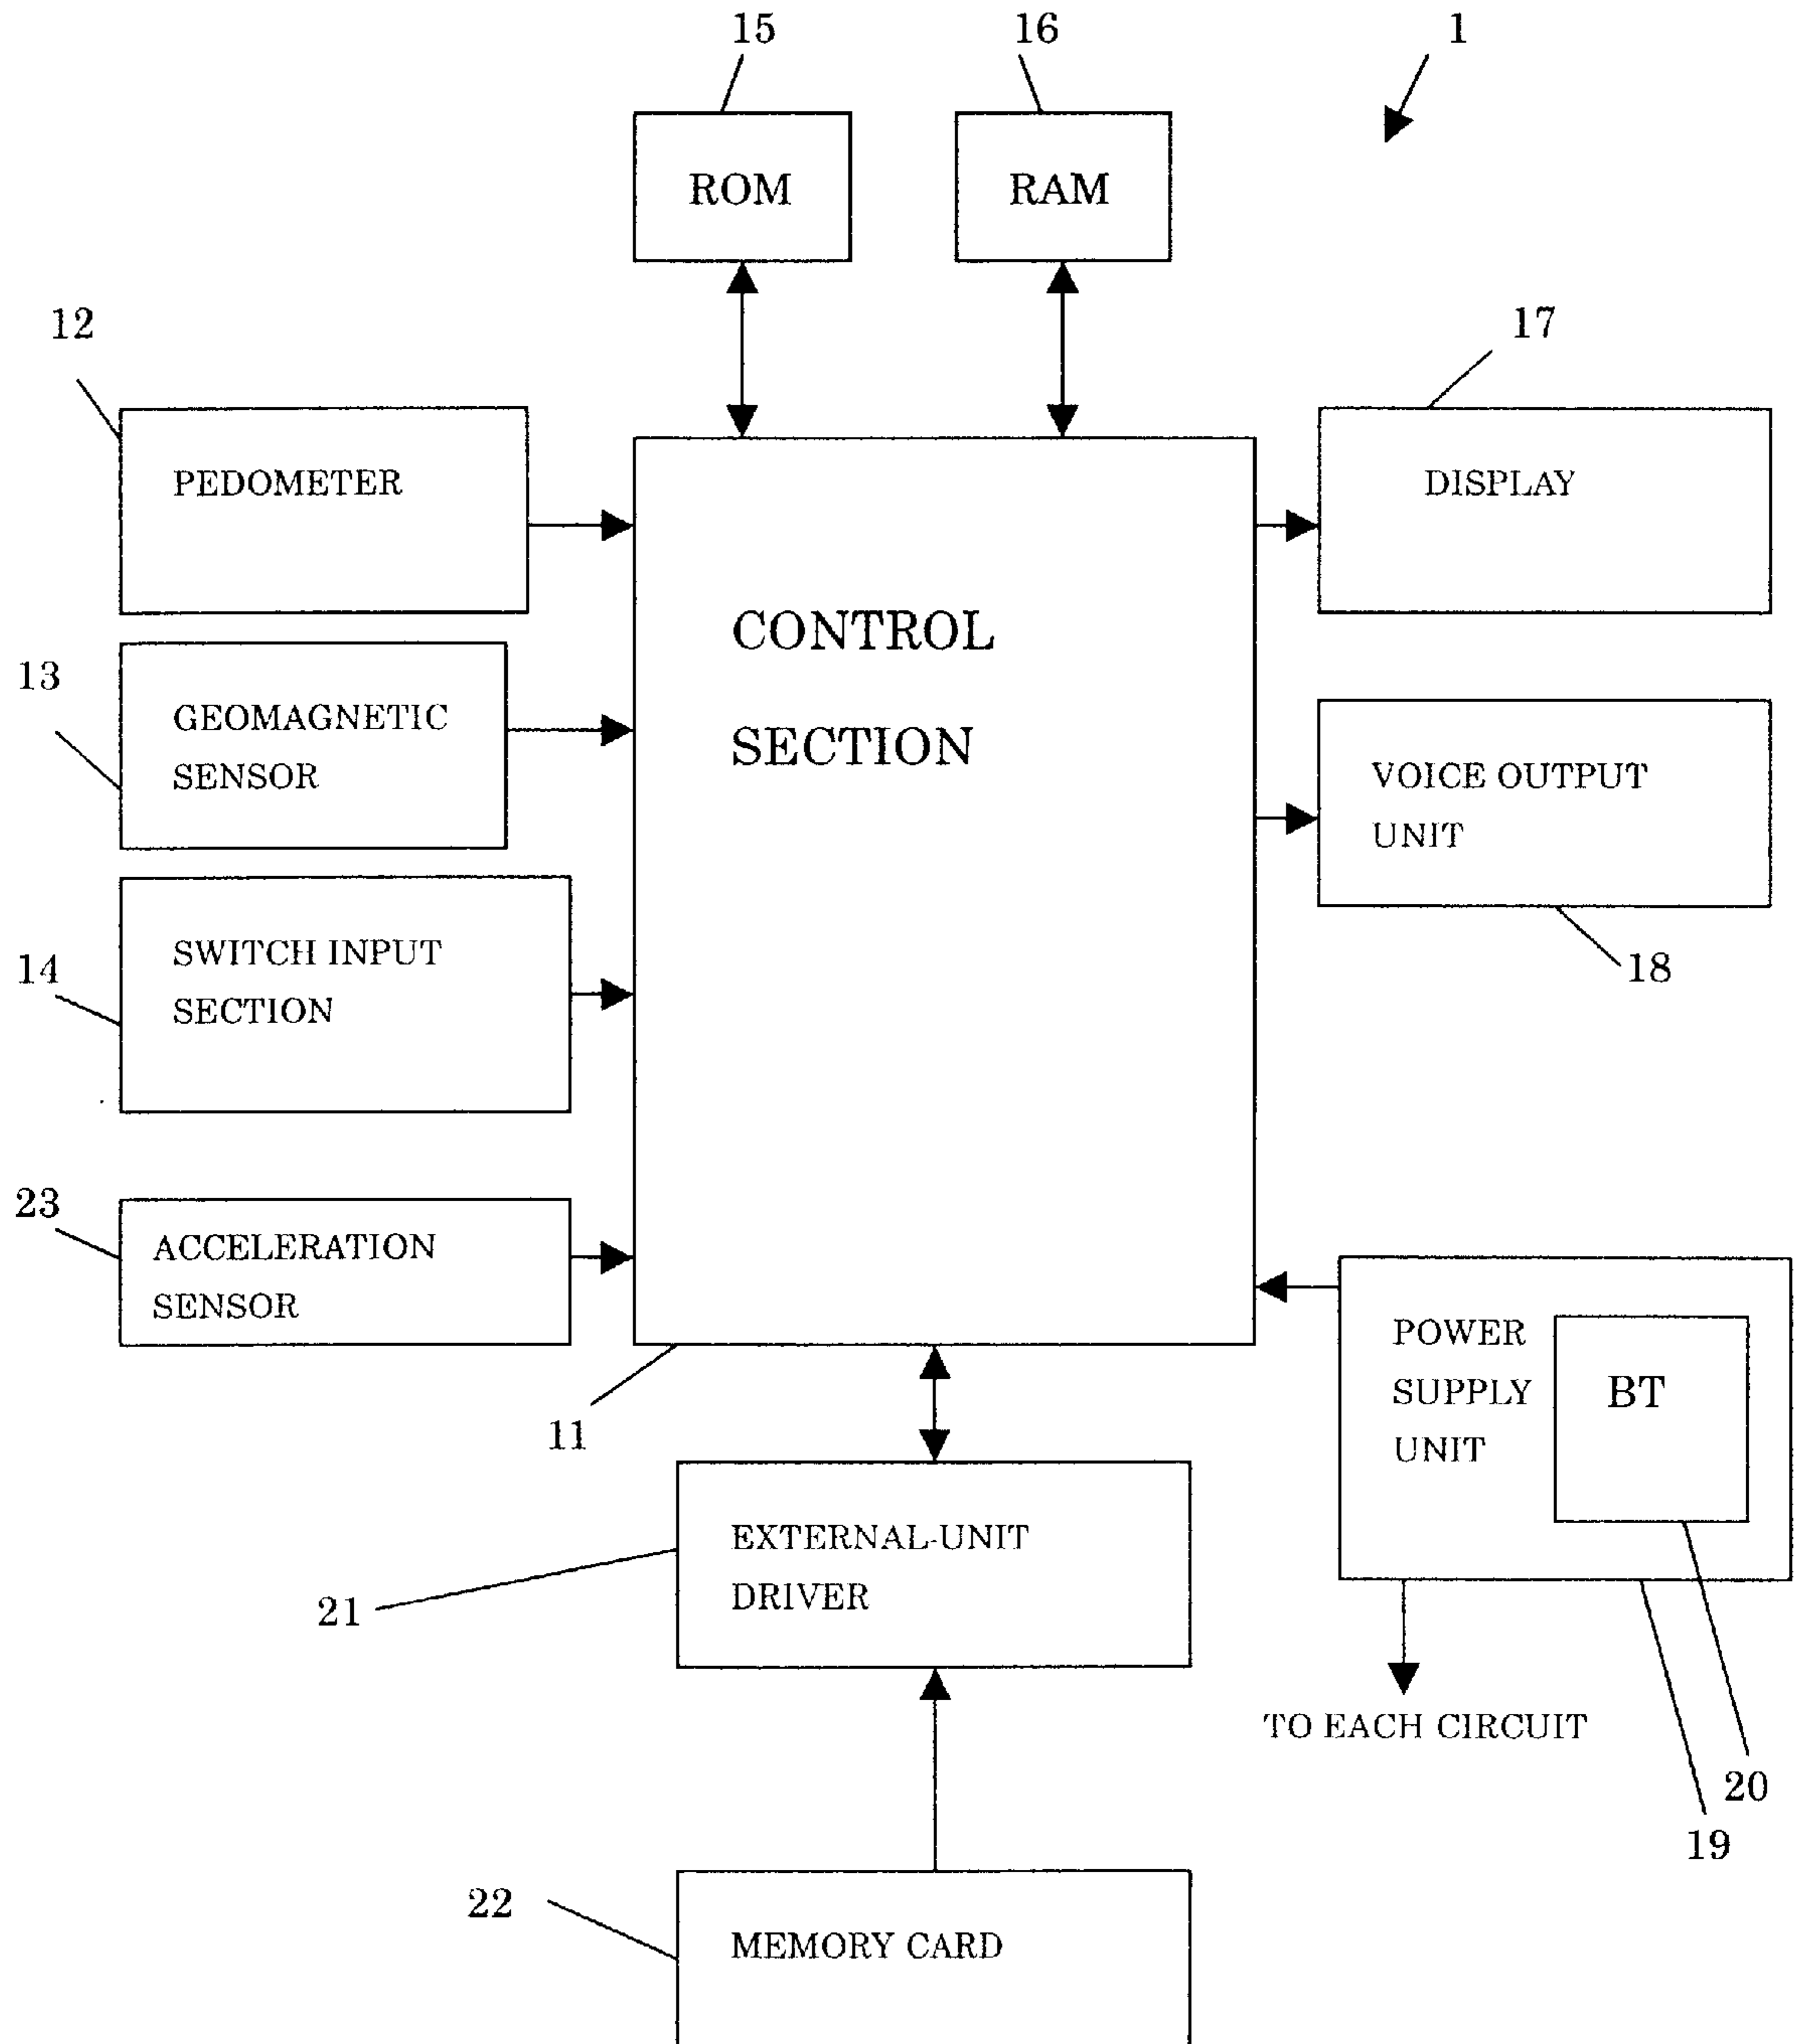 15
16
1
ROM
RAM
12
17
PEDOMETER
DISPLAY
CONTROL
SECTION
13
GEOMAGNETIC
SENSOR
VOICE OUTPUT
UNIT
14
SWITCH INPUT
SECTION
18
23
ACCELERATION
SENSOR
POWER
SUPPLY
UNIT
BT
11
EXTERNAL-UNIT
DRIVER
21
TO EACH CIRCUIT
20
19
22
MEMORY CARD